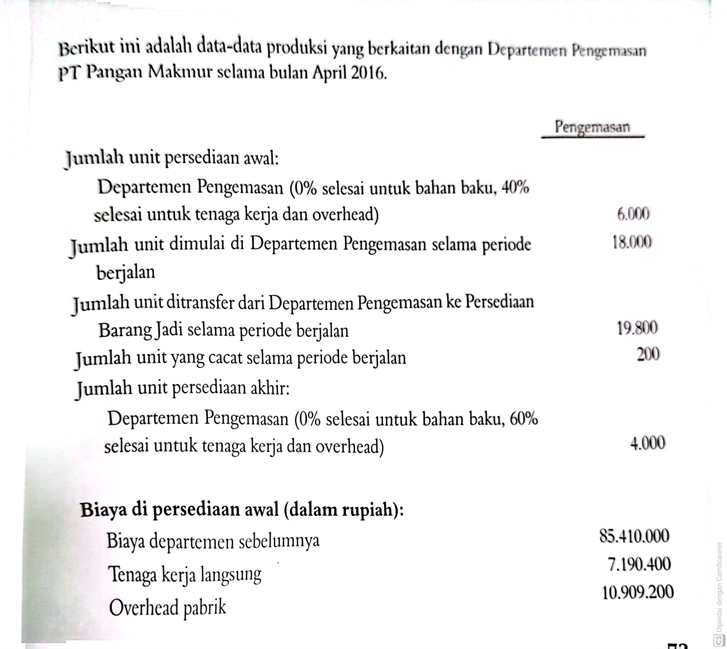 Berikut ini adalah data-data produksi yang berkaitan dengan Departemen Pengemasan
PT Pangan Makmur selama bulan April 2016.
Pengemasan
Jumlah unit persediaan awal:
Departemen Pengemasan (0% selesai untuk bahan baku, 40%
selesai untuk tenaga kerja dan overhead) 6.000
Jumlah unit dimulai di Departemen Pengemasan selama periode 18.000
berjalan
Jumlah unit ditransfer dari Departemen Pengemasan ke Persediaan
Barang Jadi selama periode berjalan 19.800
Jumlah unit yang cacat selama periode berjalan 200
Jumlah unit persediaan akhir:
Departemen Pengemasan (0% selesai untuk bahan baku, 60%
selesai untuk tenaga kerja dan overhead) 4.000
Biaya di persediaan awal (dalam rupiah):
Biaya departemen sebelumnya 85.410.000
Tenaga kerja langsung 7.190.400
Overhead pabrik 10.909.200
CS Dipindai dengan CamScanner